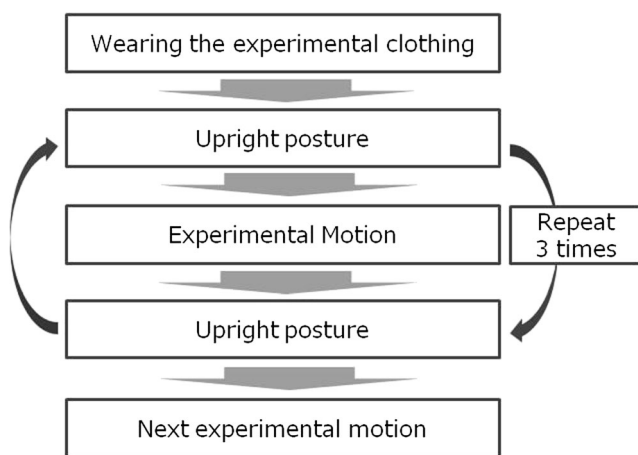 Wearing the experimental clothing
Upright posture
Experimental Motion
Repeat
3 times
Upright posture
Next experimental motion